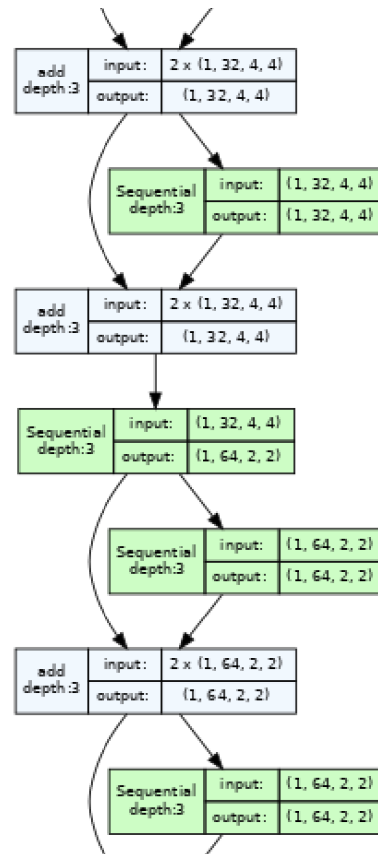 add
depth:3
input: 2 x (1, 32, 4, 4)
output: (1, 32, 4, 4)
Sequential
depth:3
input: (1, 32, 4, 4)
output: (1, 32, 4, 4)
add
depth:3
input: 2 x (1, 32, 4, 4)
output: (1, 32, 4, 4)
Sequential
depth:3
input: (1, 32, 4, 4)
output: (1, 64, 2, 2)
Sequential
depth:3
input: (1, 64, 2, 2)
output: (1, 64, 2, 2)
add
depth:3
input: 2 x (1, 64, 2, 2)
output: (1, 64, 2, 2)
Sequential
depth:3
input: (1, 64, 2, 2)
output: (1, 64, 2, 2)